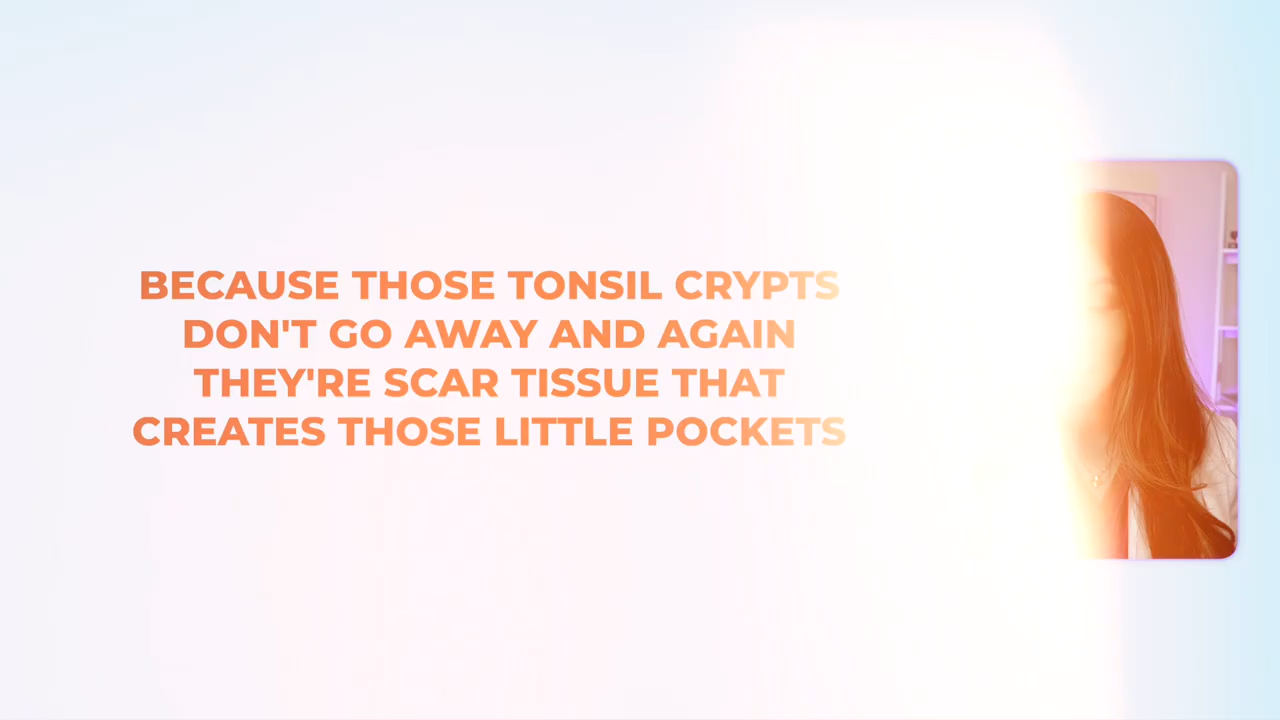 BECAUSE THOSE TONSIL CRYPTS
DON'T GO AWAY AND AGAIN
THEY'RE SCAR TISSUE THAT
CREATES THOSE LITTLE POCKETS